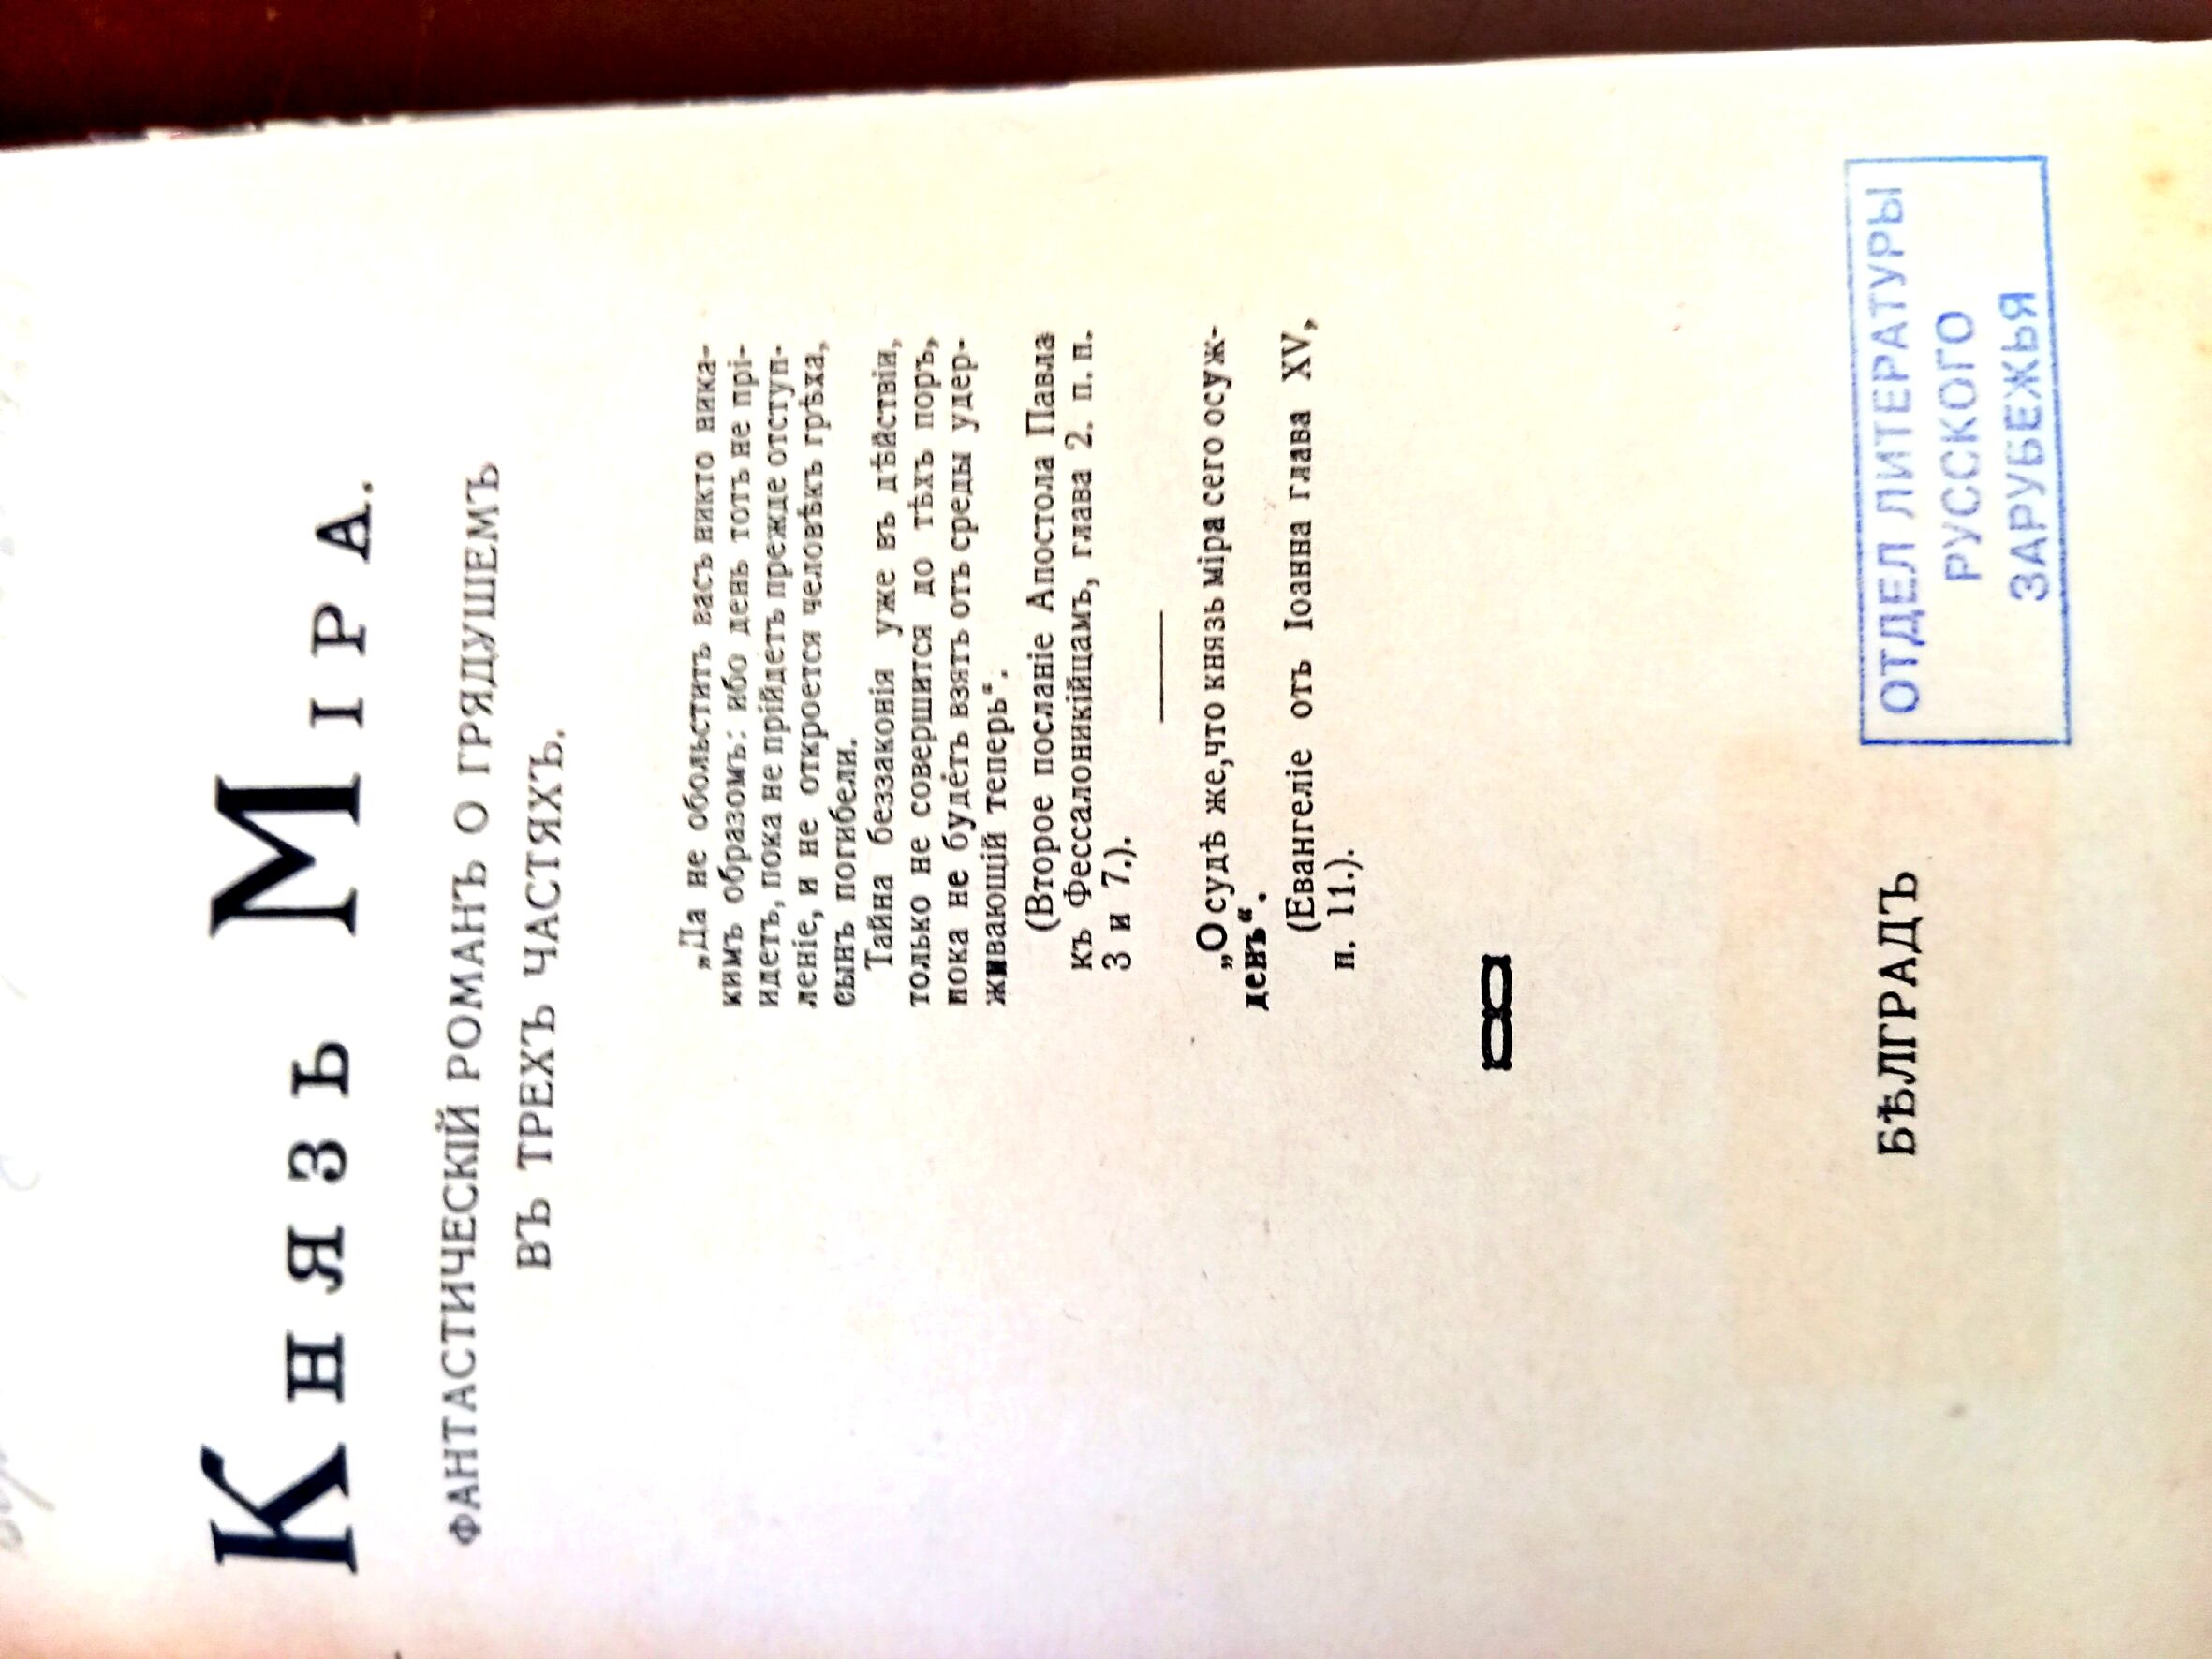 Князь Міра.
ФАНТАСТИЧЕСКІЙ РОМАНЪ О ГРЯДУШЕМЪ
ВЪ ТРЕХЪ ЧАСТЯХЪ.
„Да не обольститъ васъ никто ника-
кимъ образомъ: ибо день тотъ не прі-
идетъ, пока не прійдетъ прежде отступ-
леніе, и не откроется человѣкъ грѣха,
сынъ погибели.
Тайна беззаконія уже въ дѣйствіи,
только не совершится до тѣхъ поръ,
пока не будетъ взятъ отъ среды удер-
живающій теперь“.
(Второе посланіе Апостола Павла
къ Фессалоникійцамъ, глава 2. п. п.
3 и 7.).
„О судѣ же, что князь міра сего осуж-
денъ“.
(Евангеліе отъ Іоанна глава XV,
п. 11.).
БѢЛГРАДЪ
ОТДЕЛ ЛИТЕРАТУРЫ
РУССКОГО
ЗАРУБЕЖЬЯ